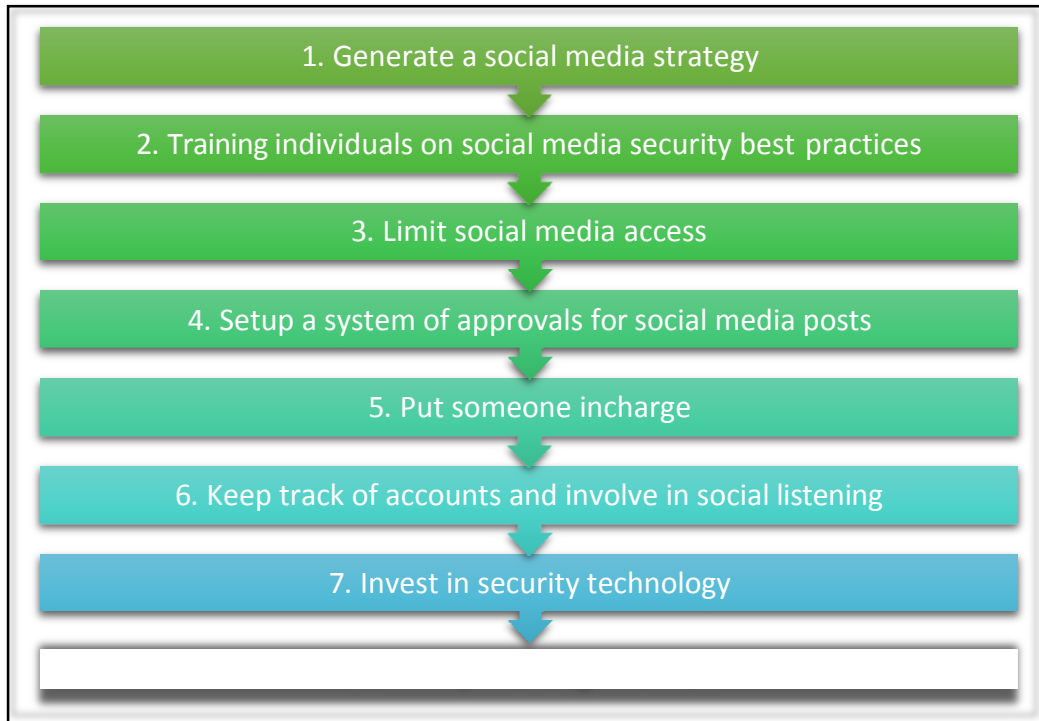 1. Generate a social media strategy
2. Training individuals on social media security best practices
3. Limit social media access
4. Setup a system of approvals for social media posts
5. Put someone incharge
6. Keep track of accounts and involve in social listening
7. Invest in security technology